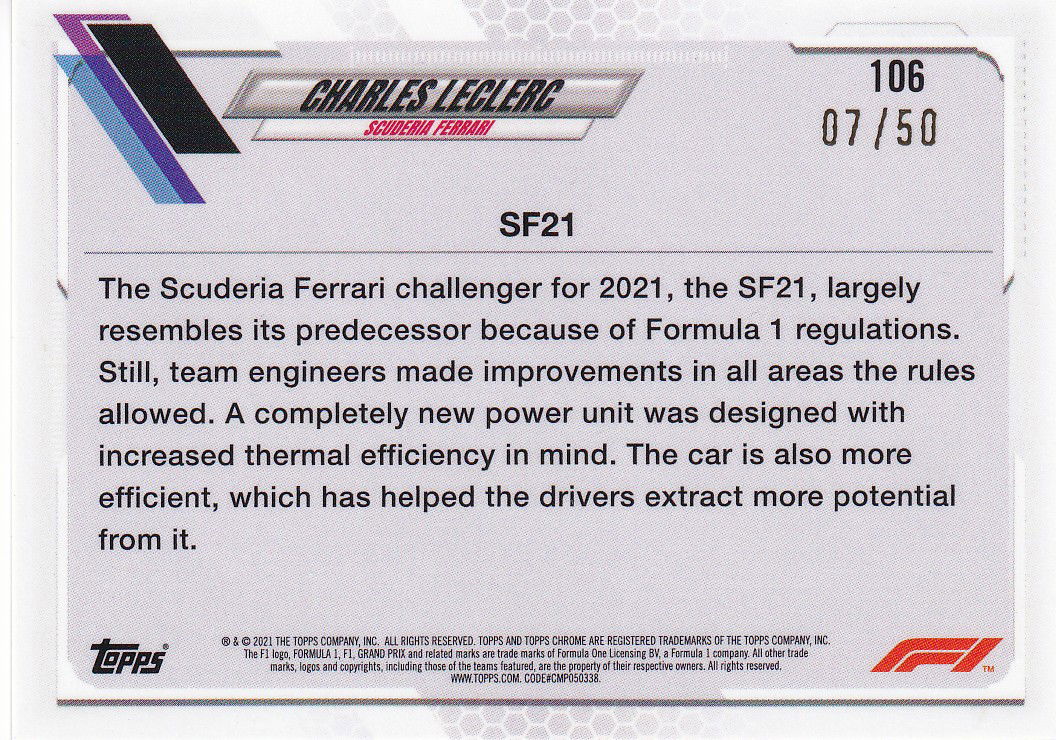 CHARLES LECLERC
SCUDERIA FERRARI
106
07/50
SF21
The Scuderia Ferrari challenger for 2021, the SF21, largely
resembles its predecessor because of Formula 1 regulations.
Still, team engineers made improvements in all areas the rules
allowed. A completely new power unit was designed with
increased thermal efficiency in mind. The car is also more
efficient, which has helped the drivers extract more potential
from it.
TOPPS®
® & © 2021 THE TOPPS COMPANY, INC. ALL RIGHTS RESERVED. TOPPS AND TOPPS CHROME ARE REGISTERED TRADEMARKS OF THE TOPPS COMPANY, INC.
The F1 logo, FORMULA 1, F1, GRAND PRIX and related marks are trade marks of Formula One Licensing BV, a Formula 1 company. All other trade
marks, logos and copyrights, including those of the teams featured, are the property of their respective owners. All rights reserved.
WWW.TOPPS.COM. CODE#CMP050338.
F1™